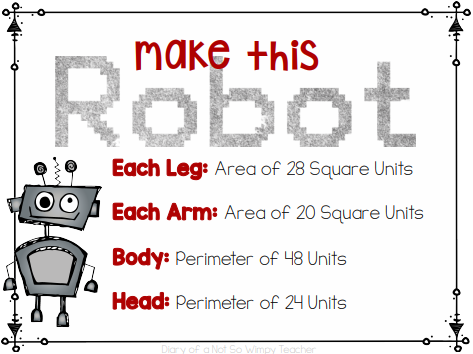 make this
Robot
Each Leg: Area of 28 Square Units
Each Arm: Area of 20 Square Units
Body: Perimeter of 48 Units
Head: Perimeter of 24 Units
Diary of a Not So Wimpy Teacher